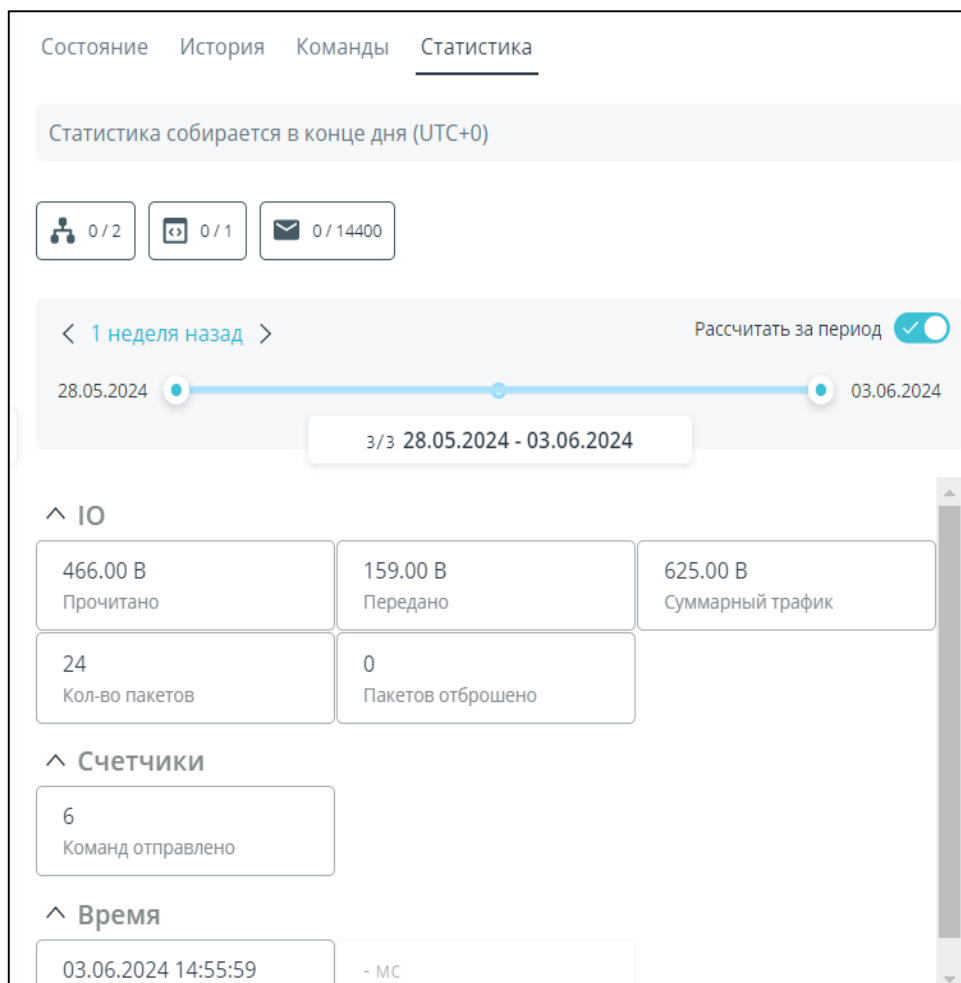 Состояние История Команды Статистика
Статистика собирается в конце дня (UTC+0)
0 / 2 0 / 1 0 / 14400
1 неделя назад Рассчитать за период
28.05.2024 03.06.2024
3/3 28.05.2024 - 03.06.2024
IO
466.00 B 159.00 B 625.00 B
Прочитано Передано Суммарный трафик
24 0
Кол-во пакетов Пакетов отброшено
Счетчики
6
Команд отправлено
Время
03.06.2024 14:55:59 - мс